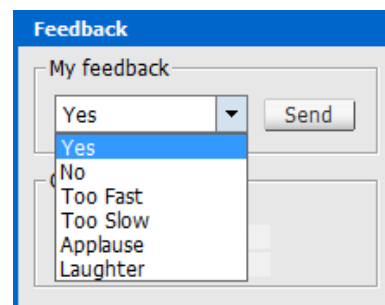 Feedback
My feedback
Yes Send
Yes
No
Too Fast
Too Slow
Applause
Laughter